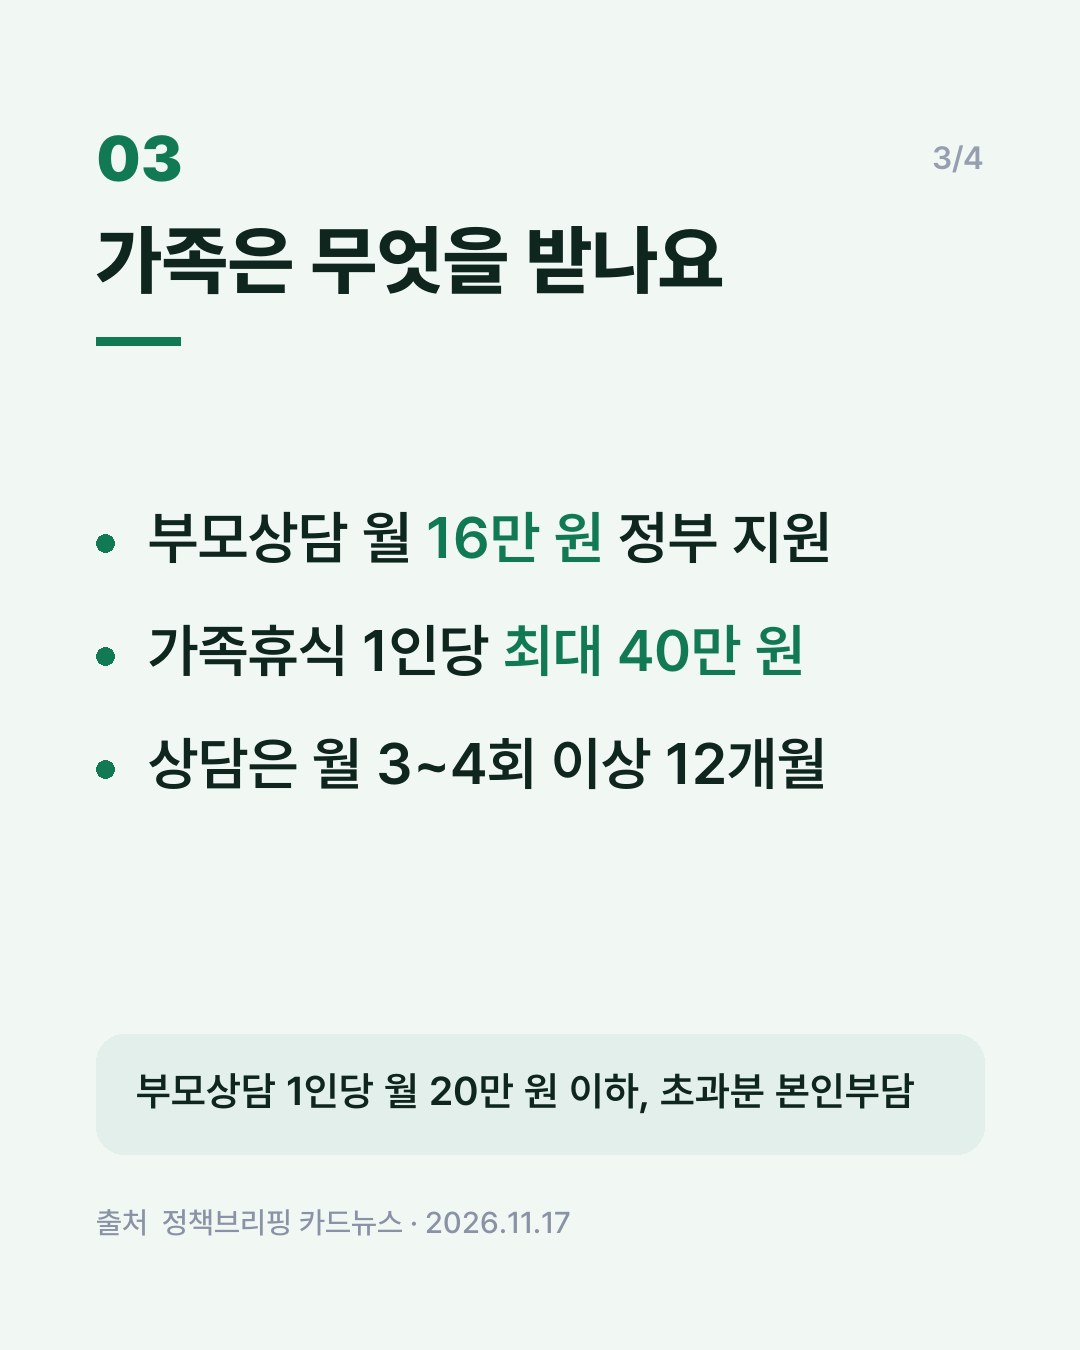 03
3/4
가족은 무엇을 받나요
• 부모상담 월 16만 원 정부 지원
• 가족휴식 1인당 최대 40만 원
• 상담은 월 3~4회 이상 12개월
부모상담 1인당 월 20만 원 이하, 초과분 본인부담
출처 정책브리핑 카드뉴스 · 2026.11.17